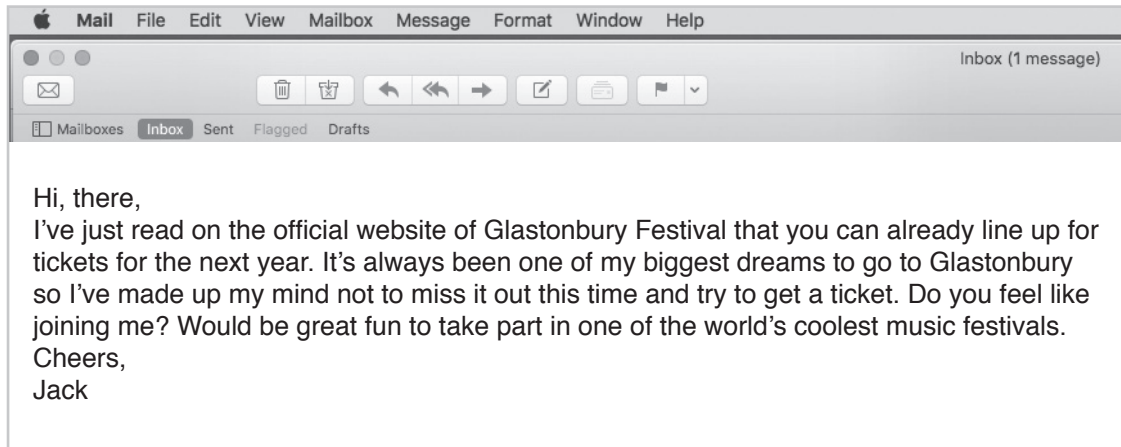 Mail File Edit View Mailbox Message Format Window Help
Inbox (1 message)
Mailboxes Inbox Sent Flagged Drafts
Hi, there,
I’ve just read on the official website of Glastonbury Festival that you can already line up for
tickets for the next year. It’s always been one of my biggest dreams to go to Glastonbury
so I’ve made up my mind not to miss it out this time and try to get a ticket. Do you feel like
joining me? Would be great fun to take part in one of the world’s coolest music festivals.
Cheers,
Jack